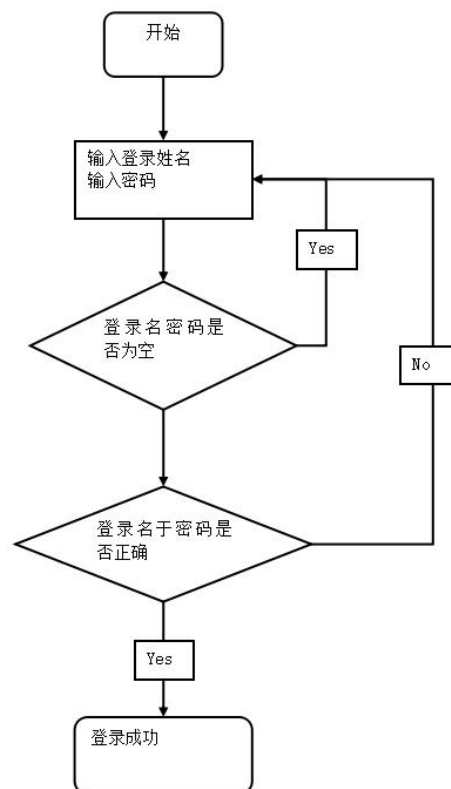 开始
输入登录姓名
输入密码
Yes
登录名密码是
否为空
No
登录名于密码是
否正确
Yes
登录成功